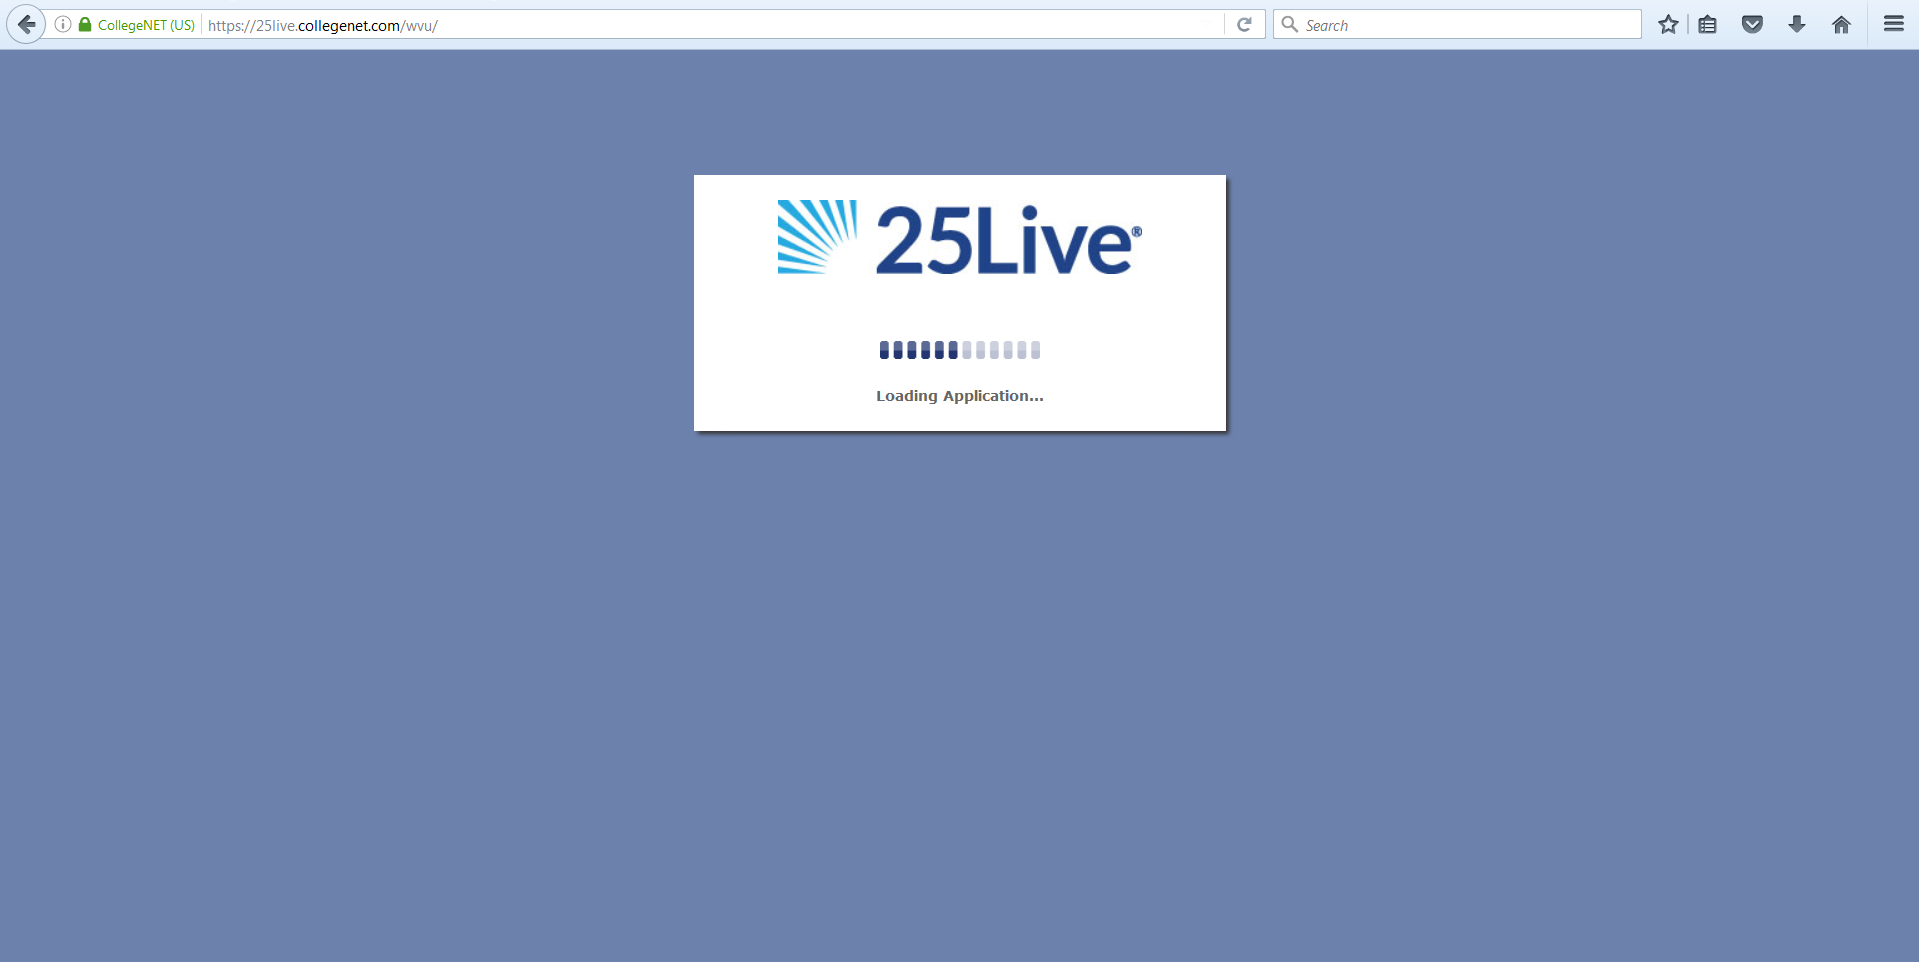 CollegeNET (US) https://25live.collegenet.com/wvu/ Search
25Live®
Loading Application...